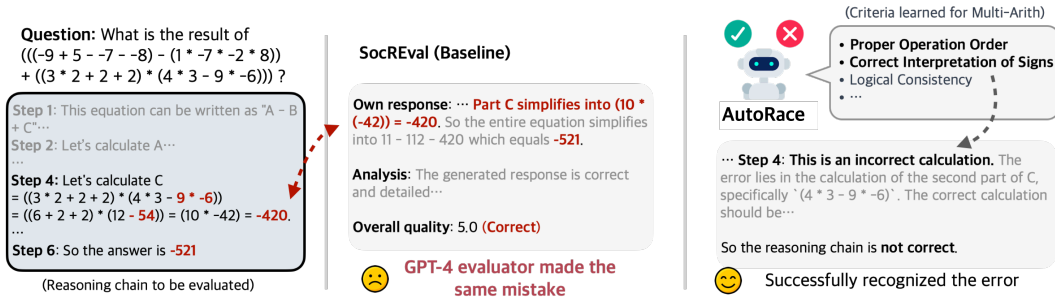 Question: What is the result of
(((-9 + 5 - -7 - -8) - (1 * -7 * -2 * 8))
+ ((3 * 2 + 2 + 2) * (4 * 3 - 9 * -6))) ?
Step 1: This equation can be written as "A - B
+ C"···
Step 2: Let's calculate A···
···
Step 4: Let's calculate C
= ((3 * 2 + 2 + 2) * (4 * 3 - 9 * -6))
= ((6 + 2 + 2) * (12 - 54)) = (10 * -42) = -420.
···
Step 6: So the answer is -521
(Reasoning chain to be evaluated)
SocREval (Baseline)
Own response: ··· Part C simplifies into (10 *
(-42)) = -420. So the entire equation simplifies
into 11 - 112 - 420 which equals -521.
Analysis: The generated response is correct
and detailed···
Overall quality: 5.0 (Correct)
GPT-4 evaluator made the
same mistake
(Criteria learned for Multi-Arith)
• Proper Operation Order
• Correct Interpretation of Signs
• Logical Consistency
• ···
AutoRace
··· Step 4: This is an incorrect calculation. The
error lies in the calculation of the second part of C,
specifically `(4 * 3 - 9 * -6)`. The correct calculation
should be···
So the reasoning chain is not correct.
Successfully recognized the error